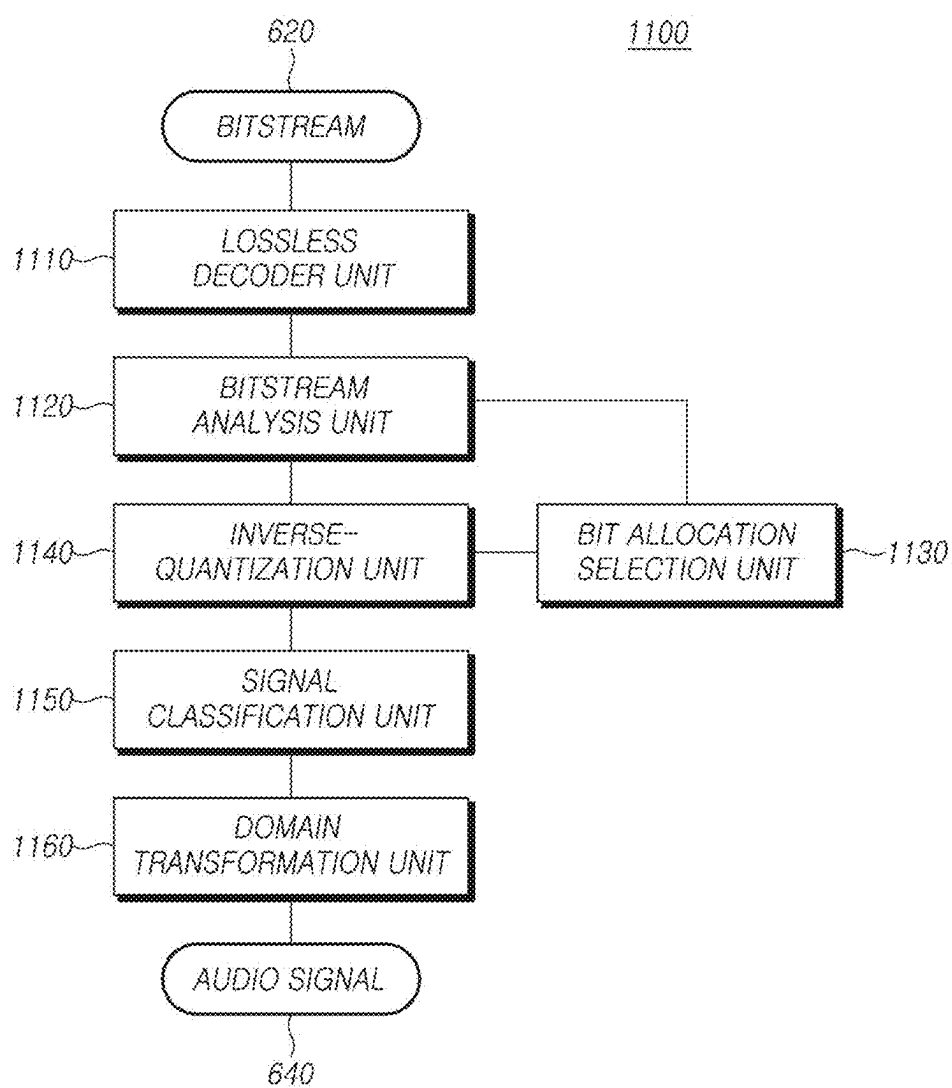 620
1100
BITSTREAM
LOSSLESS
DECODER UNIT
1110
BITSTREAM
ANALYSIS UNIT
1120
INVERSE-
QUANTIZATION UNIT
1140
BIT ALLOCATION
SELECTION UNIT
1130
SIGNAL
CLASSIFICATION UNIT
1150
DOMAIN
TRANSFORMATION UNIT
1160
AUDIO SIGNAL
640